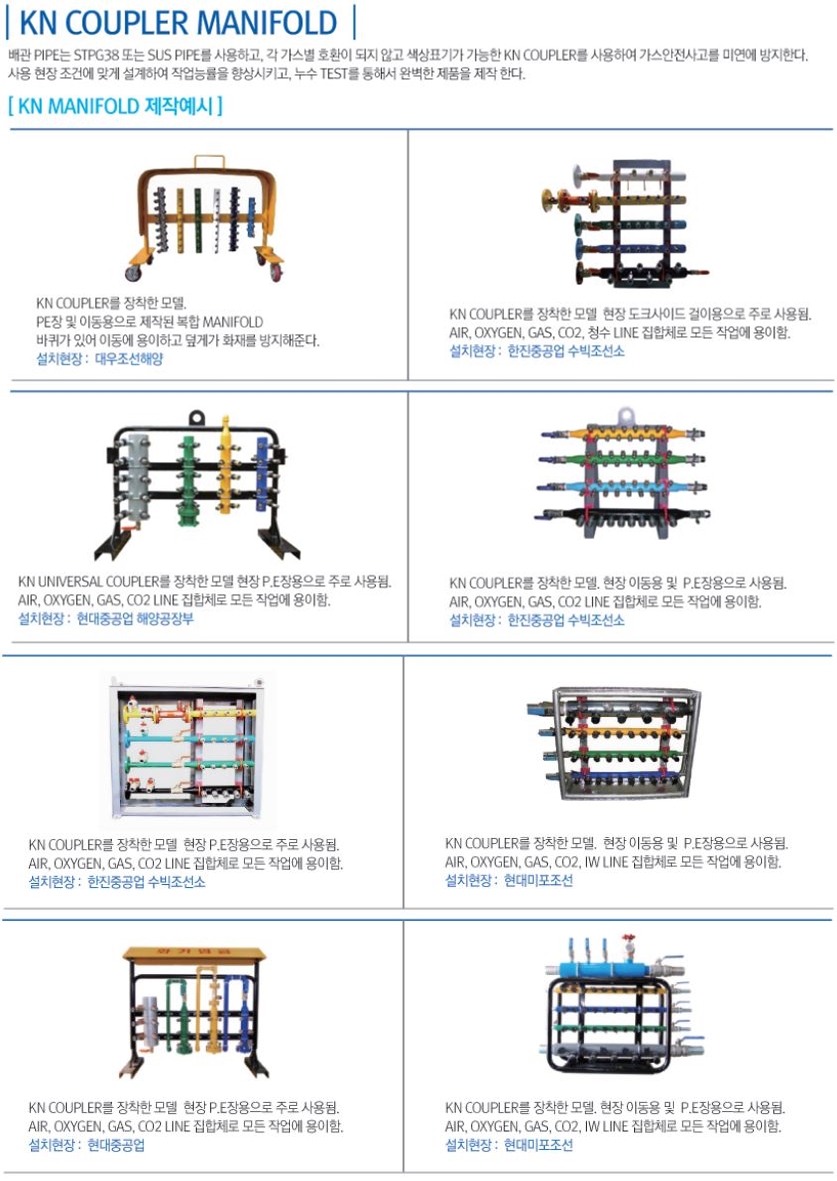 KN COUPLER MANIFOLD
배관 PIPE는 STPG38 또는 SUS PIPE를 사용하고, 각 가스별 호환이 되지 않고 색상표기가 가능한 KN COUPLER를 사용하여 가스안전사고를 미연에 방지한다.
사용 현장 조건에 맞게 설계하여 작업능률을 향상시키고, 누수 TEST를 통해서 완벽한 제품을 제작 한다.
[ KN MANIFOLD 제작예시 ]
KN COUPLER를 장착한 모델.
PE장 및 이동용으로 제작된 복합 MANIFOLD
바퀴가 있어 이동에 용이하고 덮게가 화재를 방지해준다.
설치현장 : 대우조선해양
KN COUPLER를 장착한 모델 현장 도크사이드 걸이용으로 주로 사용됨.
AIR, OXYGEN, GAS, CO2, 청수 LINE 집합체로 모든 작업에 용이함.
설치현장 : 한진중공업 수빅조선소
KN UNIVERSAL COUPLER를 장착한 모델 현장 P.E장용으로 주로 사용됨.
AIR, OXYGEN, GAS, CO2 LINE 집합체로 모든 작업에 용이함.
설치현장 : 현대중공업 해양공장부
KN COUPLER를 장착한 모델. 현장 이동용 및 P.E장용으로 사용됨.
AIR, OXYGEN, GAS, CO2 LINE 집합체로 모든 작업에 용이함.
설치현장 : 한진중공업 수빅조선소
KN COUPLER를 장착한 모델 현장 P.E장용으로 주로 사용됨.
AIR, OXYGEN, GAS, CO2 LINE 집합체로 모든 작업에 용이함.
설치현장 : 한진중공업 수빅조선소
KN COUPLER를 장착한 모델. 현장 이동용 및 P.E장용으로 사용됨.
AIR, OXYGEN, GAS, CO2, IW LINE 집합체로 모든 작업에 용이함.
설치현장 : 현대미포조선
화기엄금
KN COUPLER를 장착한 모델 현장 P.E장용으로 주로 사용됨.
AIR, OXYGEN, GAS, CO2 LINE 집합체로 모든 작업에 용이함.
설치현장 : 현대중공업
KN COUPLER를 장착한 모델. 현장 이동용 및 P.E장용으로 사용됨.
AIR, OXYGEN, GAS, CO2, IW LINE 집합체로 모든 작업에 용이함.
설치현장 : 현대미포조선